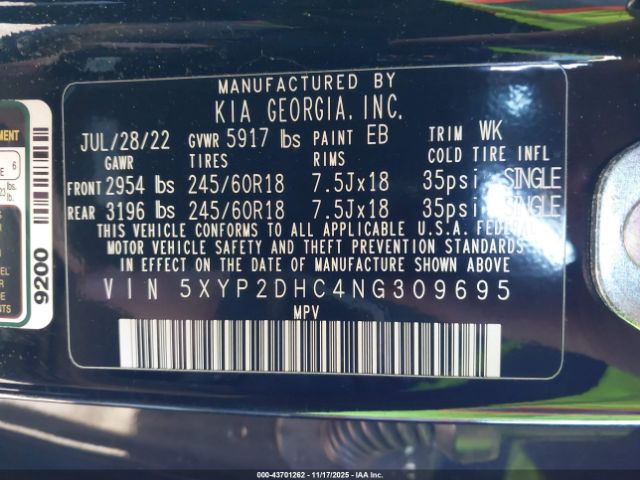 MANUFACTURED BY
KIA GEORGIA, INC.
JUL/28/22 GVWR 5917 lbs PAINT EB TRIM WK
GAWR TIRES RIMS COLD TIRE INFL
FRONT 2954 lbs 245/60R18 7.5Jx18 35psi SINGLE
REAR 3196 lbs 245/60R18 7.5Jx18 35psi SINGLE
THIS VEHICLE CONFORMS TO ALL APPLICABLE U.S.A. FEDERAL
MOTOR VEHICLE SAFETY AND THEFT PREVENTION STANDARDS
IN EFFECT ON THE DATE OF MANUFACTURE SHOWN ABOVE
VIN 5XYP2DHC4NG309695
MPV
9200
000-43701262 - 11/17/2025 - IAA Inc.